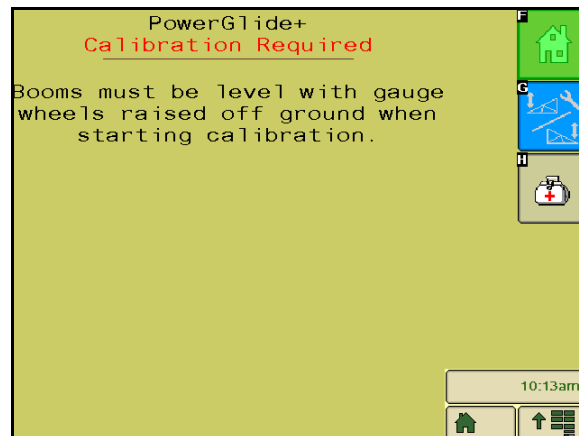 PowerGlide+
Calibration Required
Booms must be level with gauge
wheels raised off ground when
starting calibration.
F
G
H
10:13am